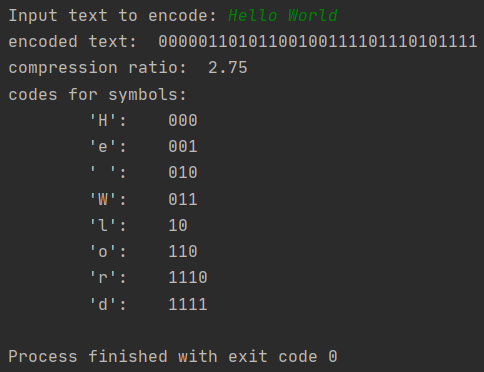 Input text to encode: Hello World
encoded text:  00000110101100100111101110101111
compression ratio:  2.75
codes for symbols:
'H':    000
'e':    001
' ':    010
'W':    011
'l':    10
'o':    110
'r':    1110
'd':    1111
Process finished with exit code 0